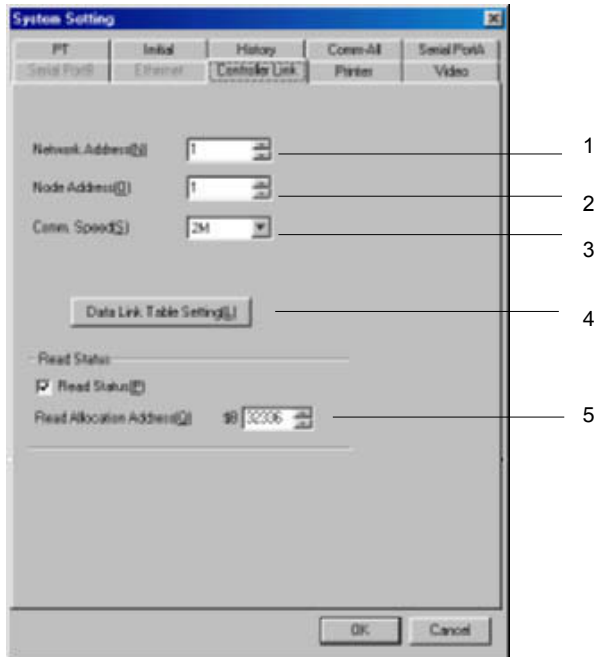 System Setting
PT Initial History Comm-All Serial PortA
Serial PortB Ethernet Controller Link Printer Video
Network Address(N) 1 1
Node Address(O) 1 2
Comm. Speed(S) 2M 3
Data Link Table Setting(L) 4
Read Status
Read Status(P)
Read Allocation Address(Q) $B 32336 5
OK Cancel